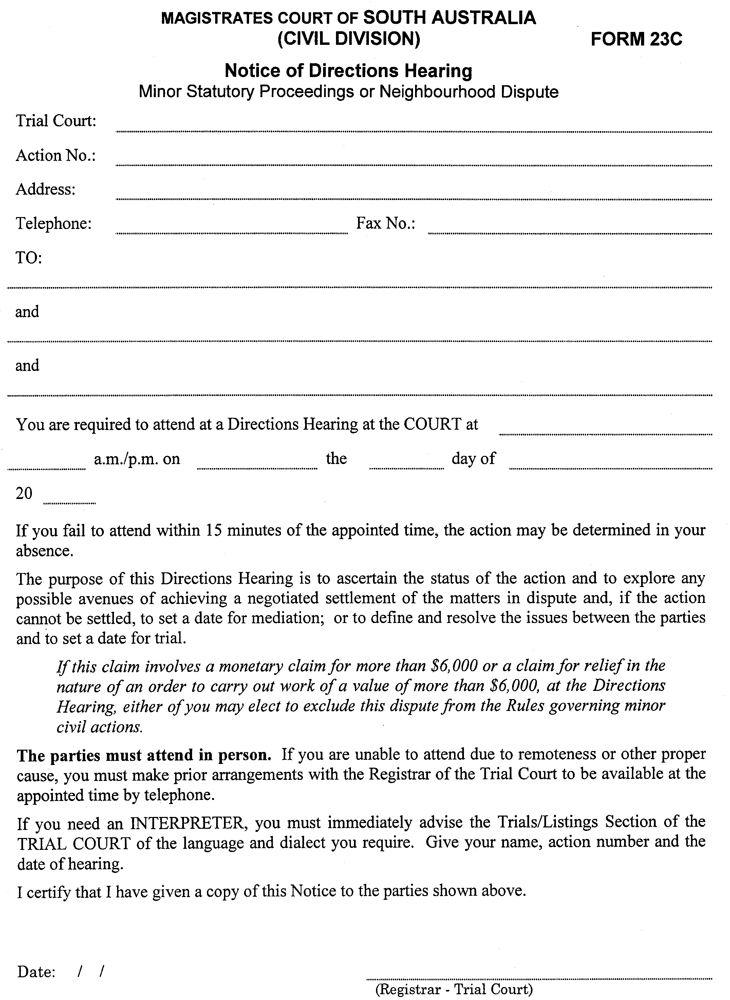 MAGISTRATES COURT OF SOUTH AUSTRALIA
(CIVIL DIVISION) FORM 23C
Notice of Directions Hearing
Minor Statutory Proceedings or Neighbourhood Dispute
Trial Court:
Action No.:
Address:
Telephone: Fax No.:
TO:
and
and
You are required to attend at a Directions Hearing at the COURT at
a.m./p.m. on the day of
20
If you fail to attend within 15 minutes of the appointed time, the action may be determined in your
absence.
The purpose of this Directions Hearing is to ascertain the status of the action and to explore any
possible avenues of achieving a negotiated settlement of the matters in dispute and, if the action
cannot be settled, to set a date for mediation; or to define and resolve the issues between the parties
and to set a date for trial.
If this claim involves a monetary claim for more than $6,000 or a claim for relief in the
nature of an order to carry out work of a value of more than $6,000, at the Directions
Hearing, either of you may elect to exclude this dispute from the Rules governing minor
civil actions.
The parties must attend in person. If you are unable to attend due to remoteness or other proper
cause, you must make prior arrangements with the Registrar of the Trial Court to be available at the
appointed time by telephone.
If you need an INTERPRETER, you must immediately advise the Trials/Listings Section of the
TRIAL COURT of the language and dialect you require. Give your name, action number and the
date of hearing.
I certify that I have given a copy of this Notice to the parties shown above.
Date: / /
(Registrar - Trial Court)